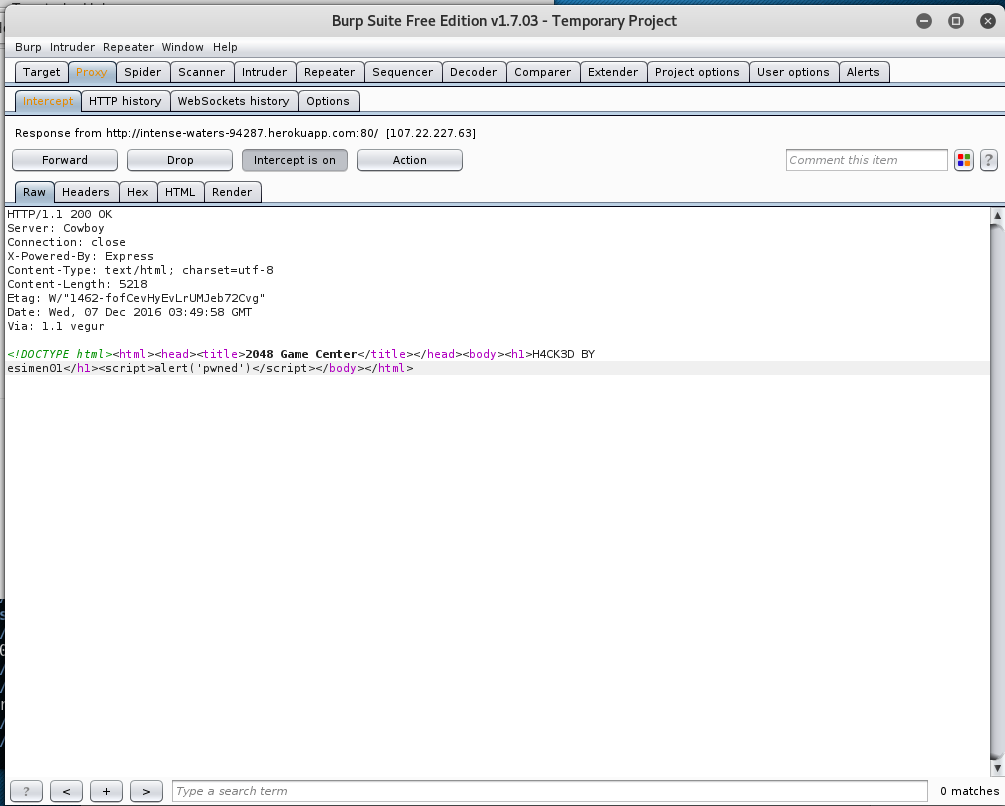 Burp Suite Free Edition v1.7.03 - Temporary Project
Burp Intruder Repeater Window Help
Target Proxy Spider Scanner Intruder Repeater Sequencer Decoder Comparer Extender Project options User options Alerts
Intercept HTTP history WebSockets history Options
Response from http://intense-waters-94287.herokuapp.com:80/ [107.22.227.63]
Forward Drop Intercept is on Action Comment this item ?
Raw Headers Hex HTML Render
HTTP/1.1 200 OK
Server: Cowboy
Connection: close
X-Powered-By: Express
Content-Type: text/html; charset=utf-8
Content-Length: 5218
Etag: W/"1462-fofCevHyEvLrUMJeb72Cvg"
Date: Wed, 07 Dec 2016 03:49:58 GMT
Via: 1.1 vegur
<!DOCTYPE html><html><head><title>2048 Game Center</title></head><body><h1>H4CK3D BY
esimen01</h1><script>alert('pwned')</script></body></html>
? < + > Type a search term 0 matches